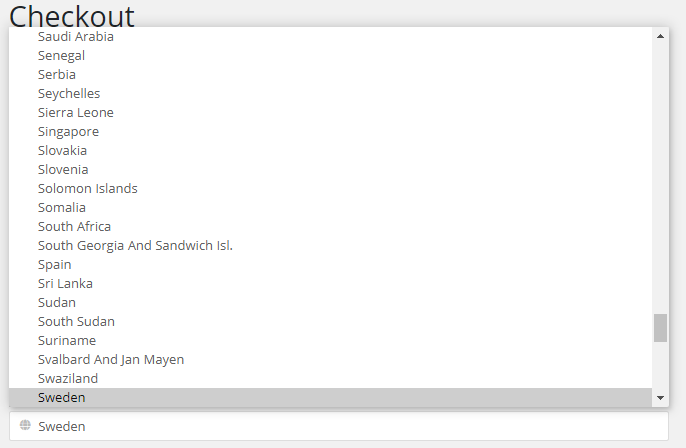 Checkout
Saudi Arabia
Senegal
Serbia
Seychelles
Sierra Leone
Singapore
Slovakia
Slovenia
Solomon Islands
Somalia
South Africa
South Georgia And Sandwich Isl.
Spain
Sri Lanka
Sudan
South Sudan
Suriname
Svalbard And Jan Mayen
Swaziland
Sweden
Sweden